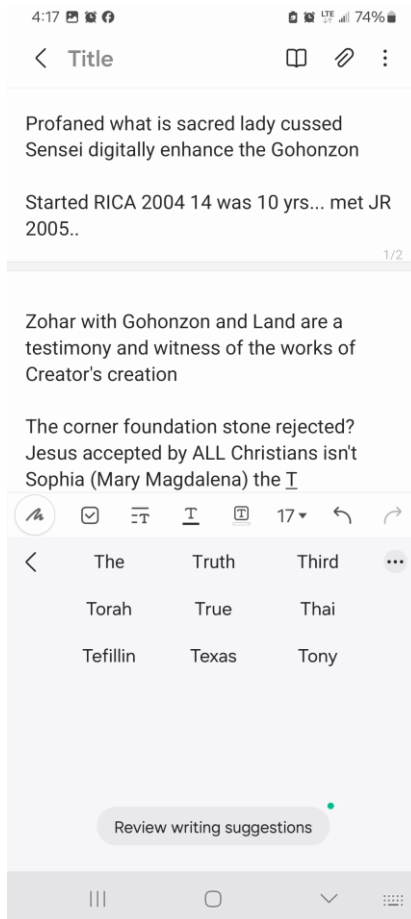 4:17 LTE 74%
Title
Profaned what is sacred lady cussed
Sensei digitally enhance the Gohonzon
Started RICA 2004 14 was 10 yrs... met JR
2005..
1/2
Zohar with Gohonzon and Land are a
testimony and witness of the works of
Creator's creation
The corner foundation stone rejected?
Jesus accepted by ALL Christians isn't
Sophia (Mary Magdalena) the T
T T T 17
The Truth Third
Torah True Thai
Tefillin Texas Tony
Review writing suggestions